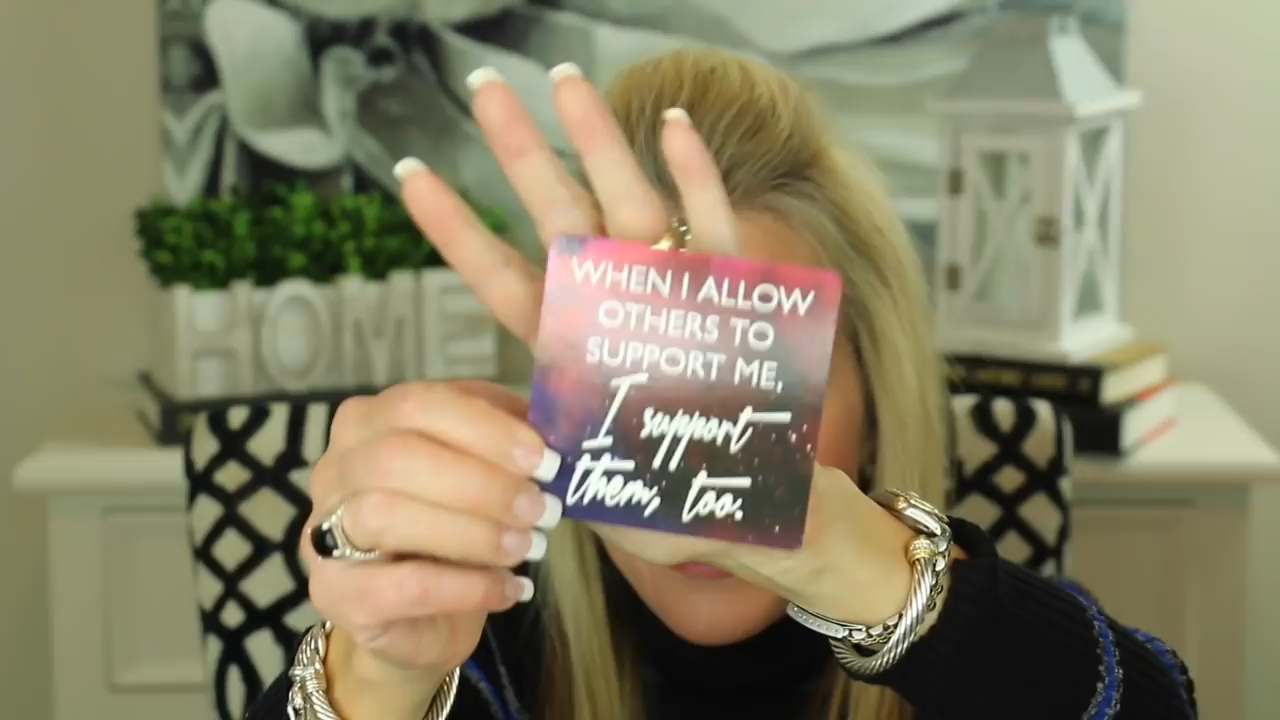 HOME
WHEN I ALLOW
OTHERS TO
SUPPORT ME,
I support
them, too.